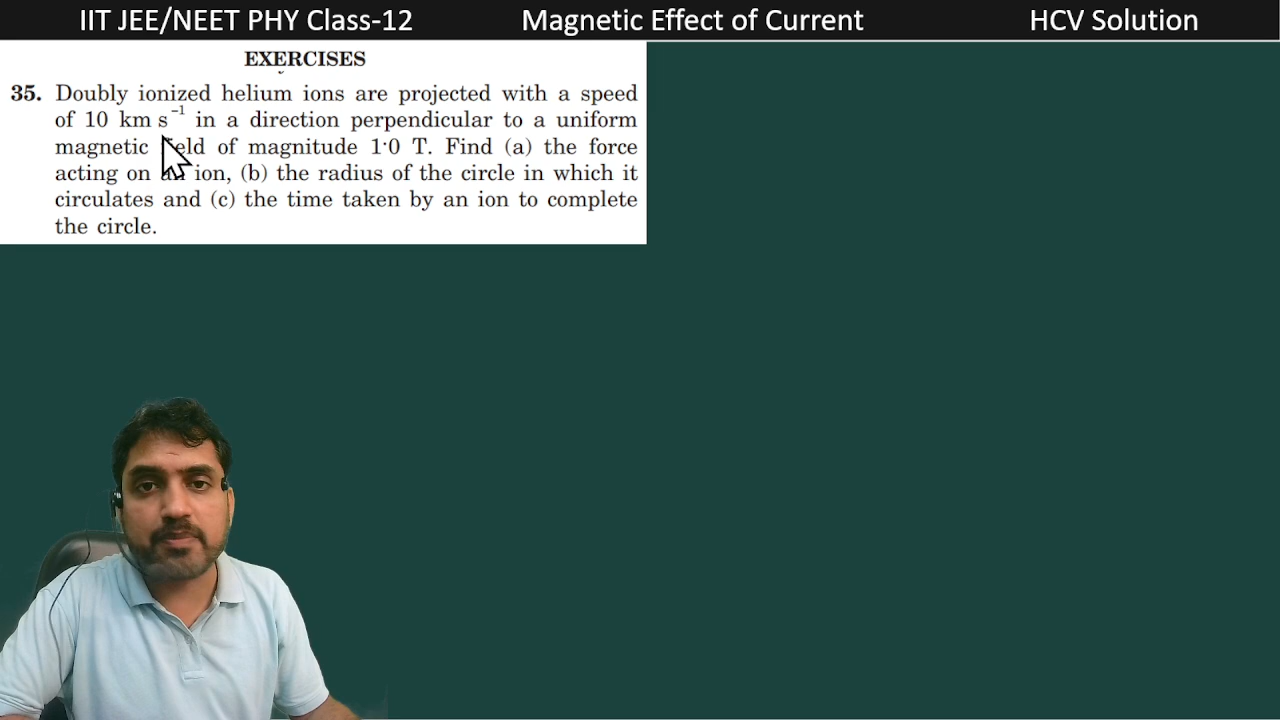 IIT JEE/NEET PHY Class-12 Magnetic Effect of Current HCV Solution
EXERCISES
35. Doubly ionized helium ions are projected with a speed
of 10 km s⁻¹ in a direction perpendicular to a uniform
magnetic field of magnitude 1·0 T. Find (a) the force
acting on an ion, (b) the radius of the circle in which it
circulates and (c) the time taken by an ion to complete
the circle.